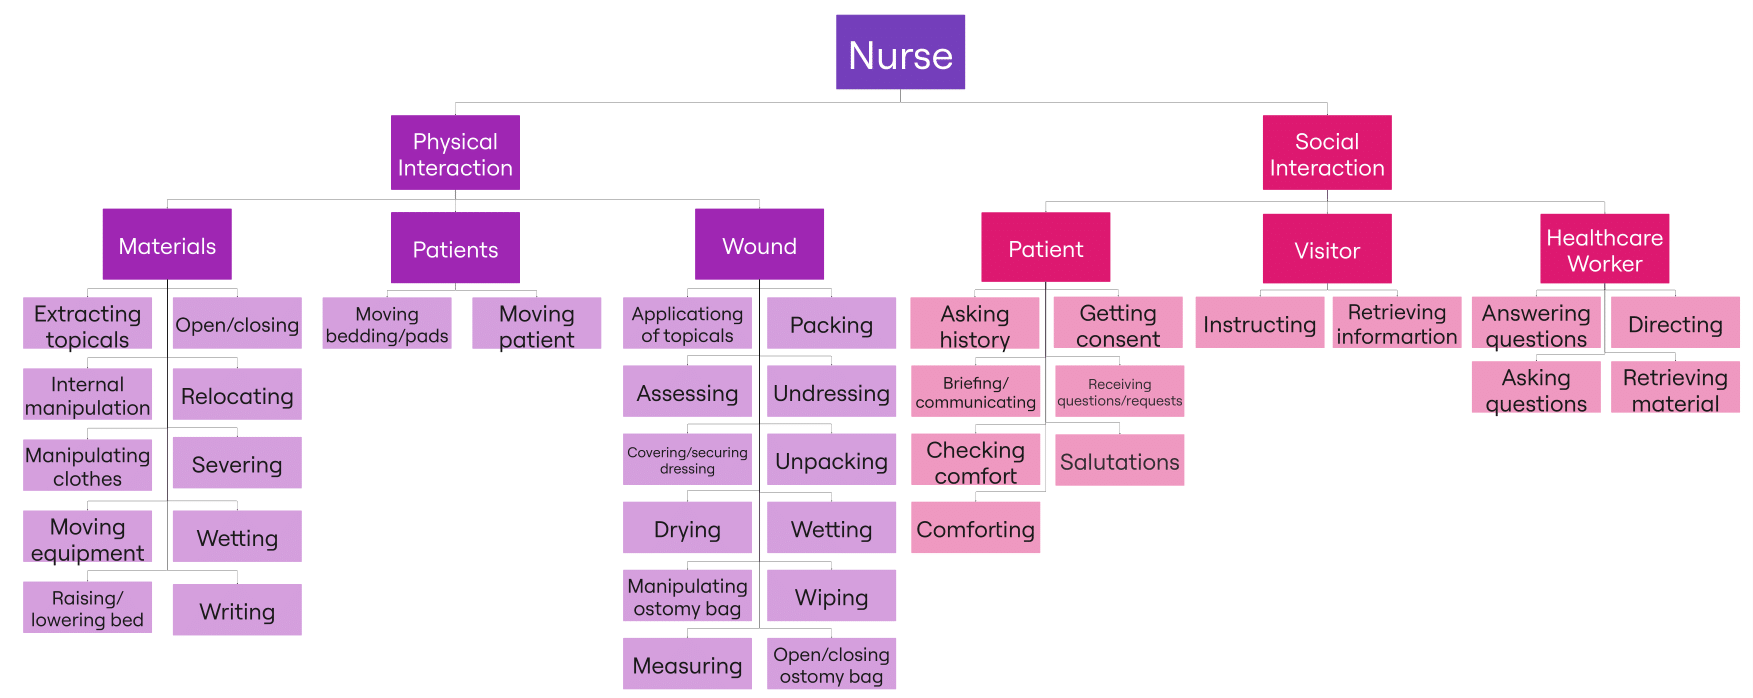 Nurse
Physical
Interaction
Social
Interaction
Materials
Patients
Wound
Patient
Visitor
Healthcare
Worker
Extracting
topicals
Open/closing
Internal
manipulation
Relocating
Manipulating
clothes
Severing
Moving
equipment
Wetting
Raising/
lowering bed
Writing
Moving
bedding/pads
Moving
patient
Applicationg
of topicals
Packing
Assessing
Undressing
Covering/securing
dressing
Unpacking
Drying
Wetting
Manipulating
ostomy bag
Wiping
Measuring
Open/closing
ostomy bag
Asking
history
Getting
consent
Briefing/
communicating
Receiving
questions/requests
Checking
comfort
Salutations
Comforting
Instructing
Retrieving
informartion
Answering
questions
Directing
Asking
questions
Retrieving
material